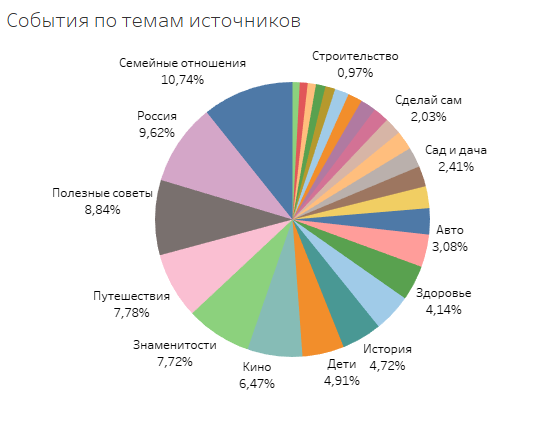 События по темам источников
Строительство
0,97%
Сделай сам
2,03%
Сад и дача
2,41%
Авто
3,08%
Здоровье
4,14%
История
4,72%
Дети
4,91%
Кино
6,47%
Знаменитости
7,72%
Путешествия
7,78%
Полезные советы
8,84%
Россия
9,62%
Семейные отношения
10,74%